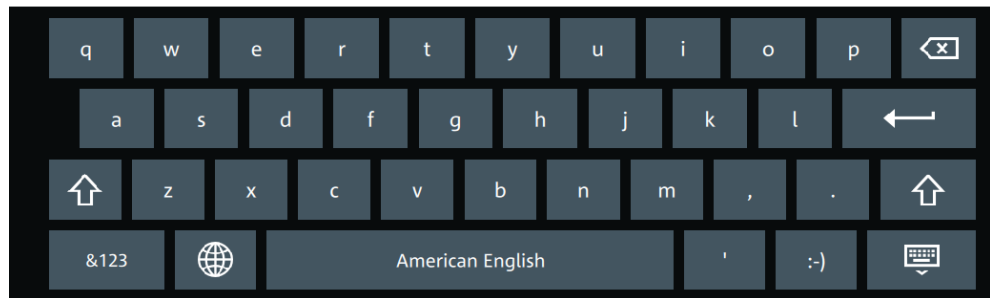 q w e r t y u i o p
a s d f g h j k l
z x c v b n m , .
&123 American English ' :-)